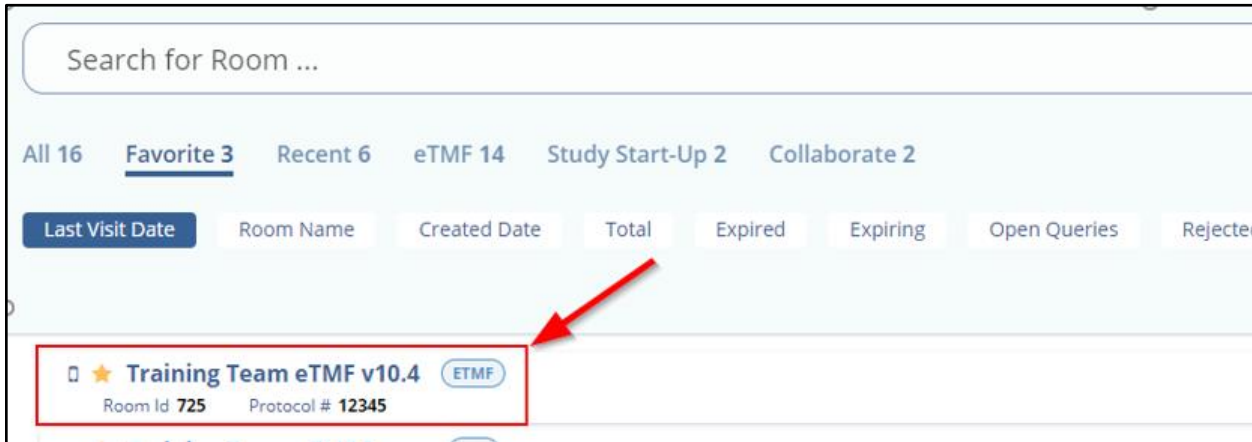 Search for Room ...
All 16 Favorite 3 Recent 6 eTMF 14 Study Start-Up 2 Collaborate 2
Last Visit Date Room Name Created Date Total Expired Expiring Open Queries
Training Team eTMF v10.4 ETMF
Room Id 725 Protocol # 12345